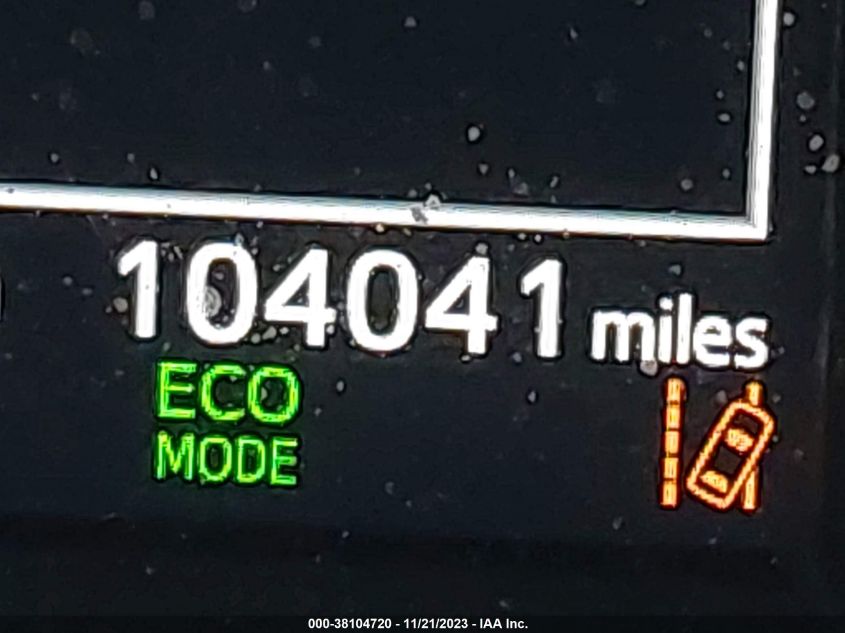 104041 miles
ECO
MODE
000-38104720 - 11/21/2023 - IAA Inc.